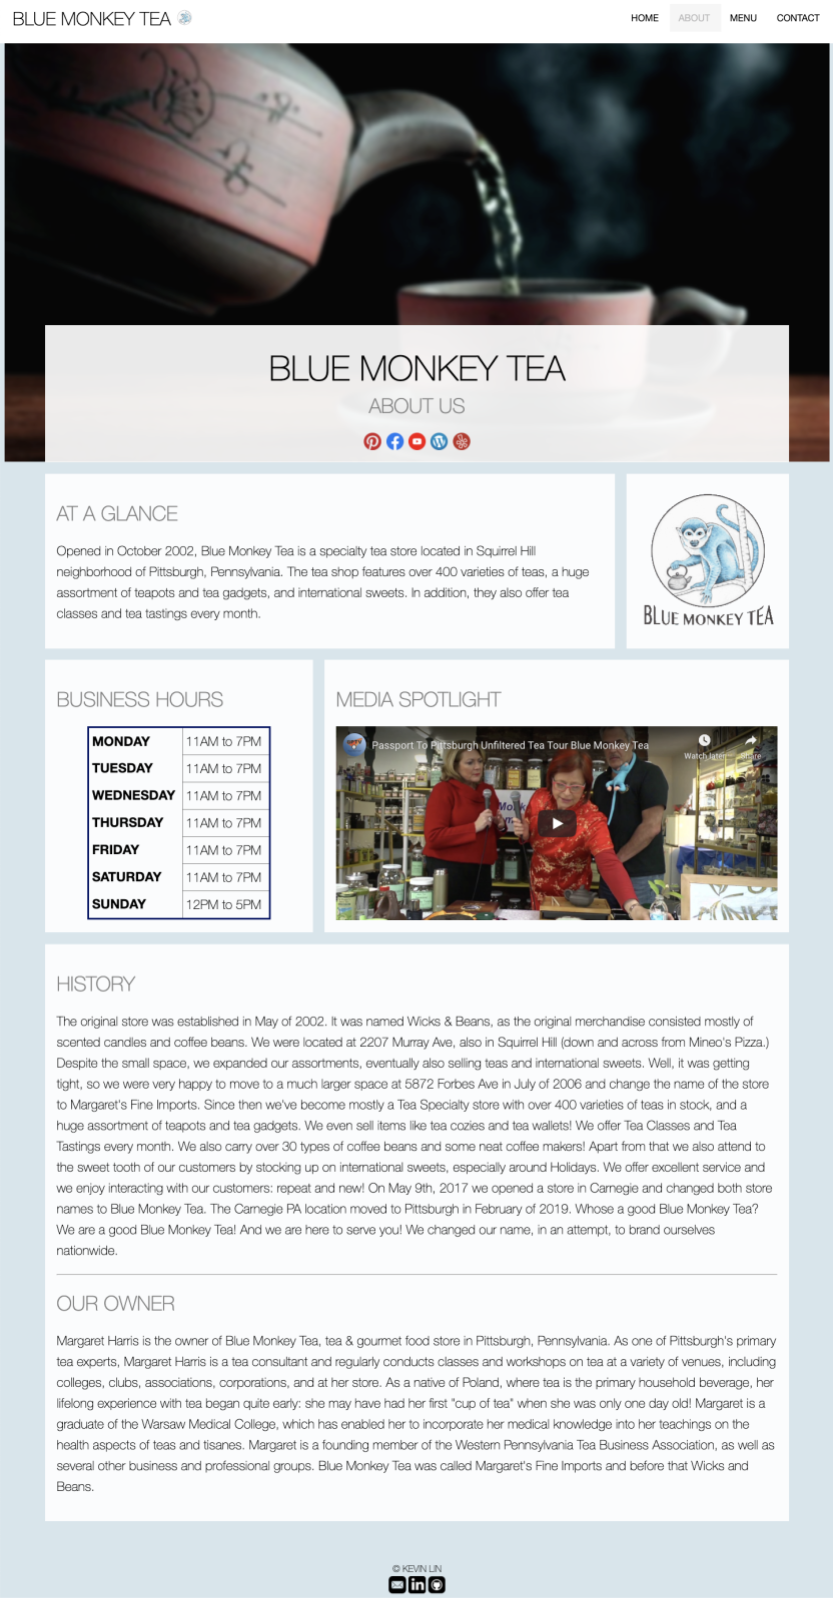 BLUE MONKEY TEA
HOME ABOUT MENU CONTACT
BLUE MONKEY TEA
ABOUT US
AT A GLANCE
Opened in October 2002, Blue Monkey Tea is a specialty tea store located in Squirrel Hill
neighborhood of Pittsburgh, Pennsylvania. The tea shop features over 400 varieties of teas, a huge
assortment of teapots and tea gadgets, and international sweets. In addition, they also offer tea
classes and tea tastings every month.
BLUE MONKEY TEA
BUSINESS HOURS
MONDAY 11AM to 7PM
TUESDAY 11AM to 7PM
WEDNESDAY 11AM to 7PM
THURSDAY 11AM to 7PM
FRIDAY 11AM to 7PM
SATURDAY 11AM to 7PM
SUNDAY 12PM to 5PM
MEDIA SPOTLIGHT
Passport To Pittsburgh Unfiltered Tea Tour Blue Monkey Tea
Watch later Share
HISTORY
The original store was established in May of 2002. It was named Wicks & Beans, as the original merchandise consisted mostly of
scented candles and coffee beans. We were located at 2207 Murray Ave, also in Squirrel Hill (down and across from Mineo's Pizza.)
Despite the small space, we expanded our assortments, eventually also selling teas and international sweets. Well, it was getting
tight, so we were very happy to move to a much larger space at 5872 Forbes Ave in July of 2006 and change the name of the store
to Margaret's Fine Imports. Since then we've become mostly a Tea Specialty store with over 400 varieties of teas in stock, and a
huge assortment of teapots and tea gadgets. We even sell items like tea cozies and tea wallets! We offer Tea Classes and Tea
Tastings every month. We also carry over 30 types of coffee beans and some neat coffee makers! Apart from that we also attend to
the sweet tooth of our customers by stocking up on international sweets, especially around Holidays. We offer excellent service and
we enjoy interacting with our customers: repeat and new! On May 9th, 2017 we opened a store in Carnegie and changed both store
names to Blue Monkey Tea. The Carnegie PA location moved to Pittsburgh in February of 2019. Whose a good Blue Monkey Tea?
We are a good Blue Monkey Tea! And we are here to serve you! We changed our name, in an attempt, to brand ourselves
nationwide.
OUR OWNER
Margaret Harris is the owner of Blue Monkey Tea, tea & gourmet food store in Pittsburgh, Pennsylvania. As one of Pittsburgh's primary
tea experts, Margaret Harris is a tea consultant and regularly conducts classes and workshops on tea at a variety of venues, including
colleges, clubs, associations, corporations, and at her store. As a native of Poland, where tea is the primary household beverage, her
lifelong experience with tea began quite early: she may have had her first "cup of tea" when she was only one day old! Margaret is a
graduate of the Warsaw Medical College, which has enabled her to incorporate her medical knowledge into her teachings on the
health aspects of teas and tisanes. Margaret is a founding member of the Western Pennsylvania Tea Business Association, as well as
several other business and professional groups. Blue Monkey Tea was called Margaret's Fine Imports and before that Wicks and
Beans.
© KEVIN LIN